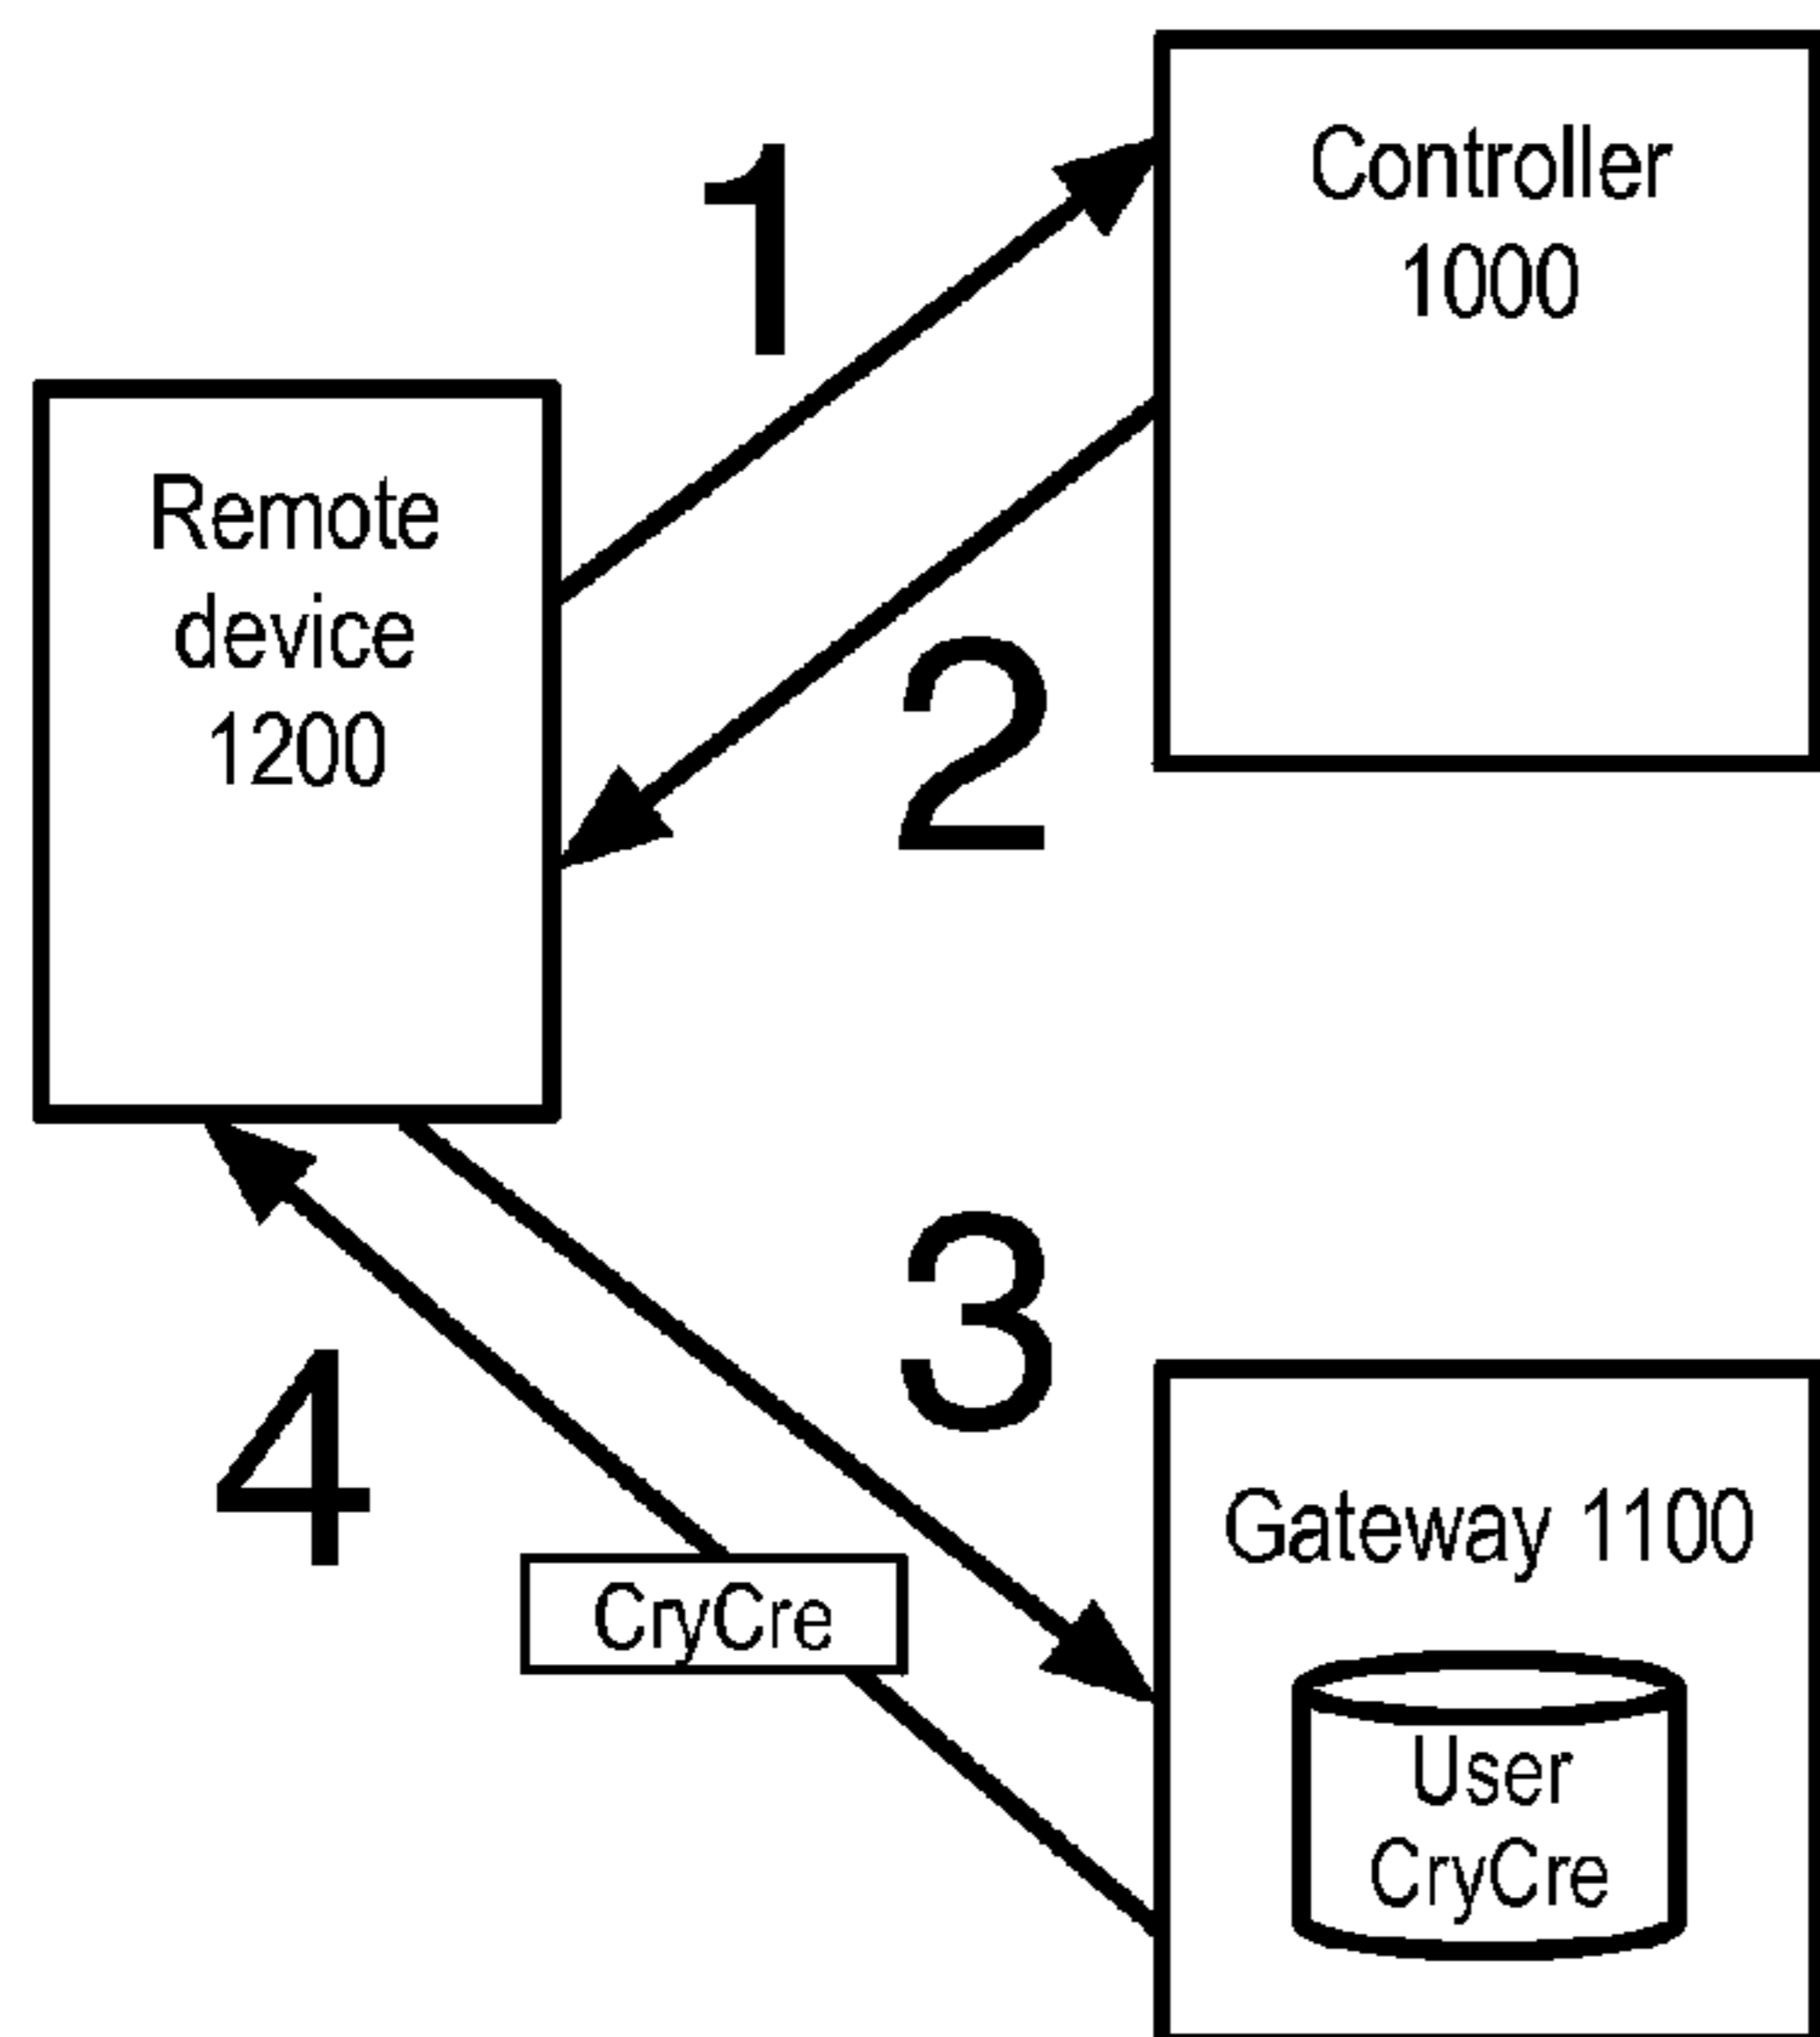 Controller
1000
1
Remote
device
1200
2
3
4
Gateway 1100
CryCre
User
CryCre